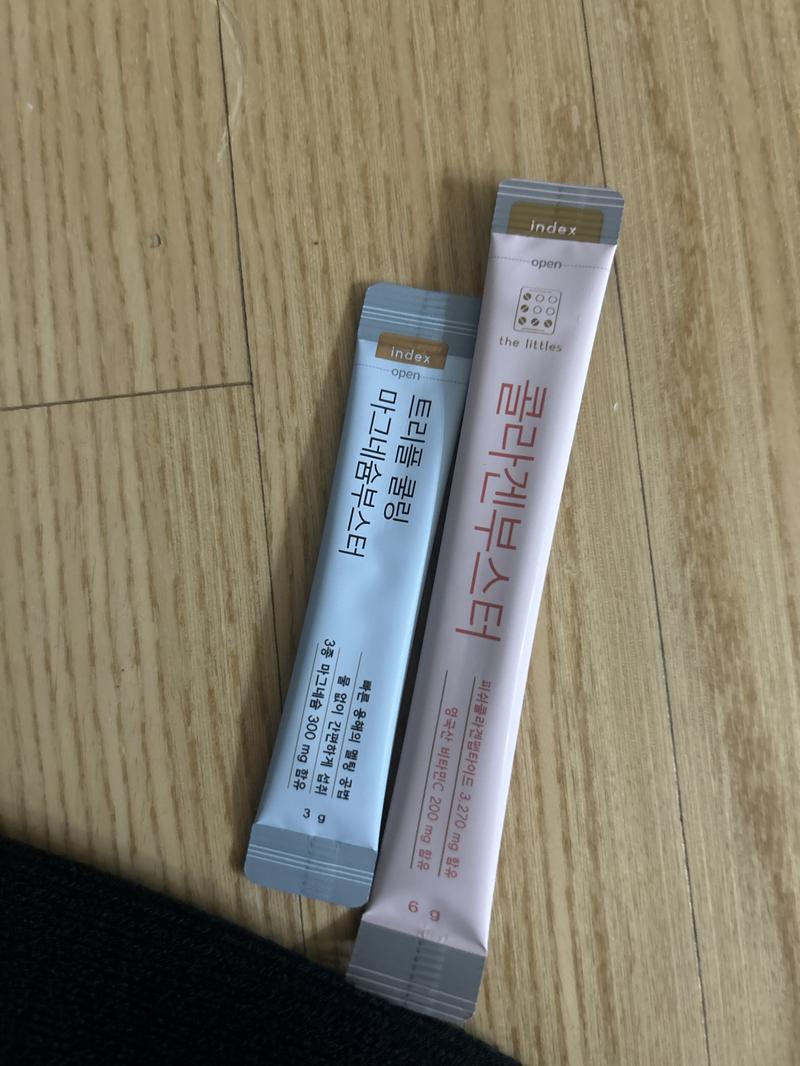 index
open
트리플 쿨링
마그네슘부스터
빠른 용해의 멜팅 공법
물 없이 간편하게 섭취
3종 마그네슘 300 mg 함유
3 g
index
open
the littles
콜라겐부스터
피쉬콜라겐펩타이드 3,270 mg 함유
영국산 비타민C 200 mg 함유
6 g